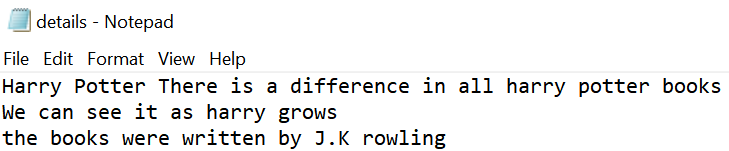 details - Notepad
File Edit Format View Help
Harry Potter There is a difference in all harry potter books
We can see it as harry grows
the books were written by J.K rowling